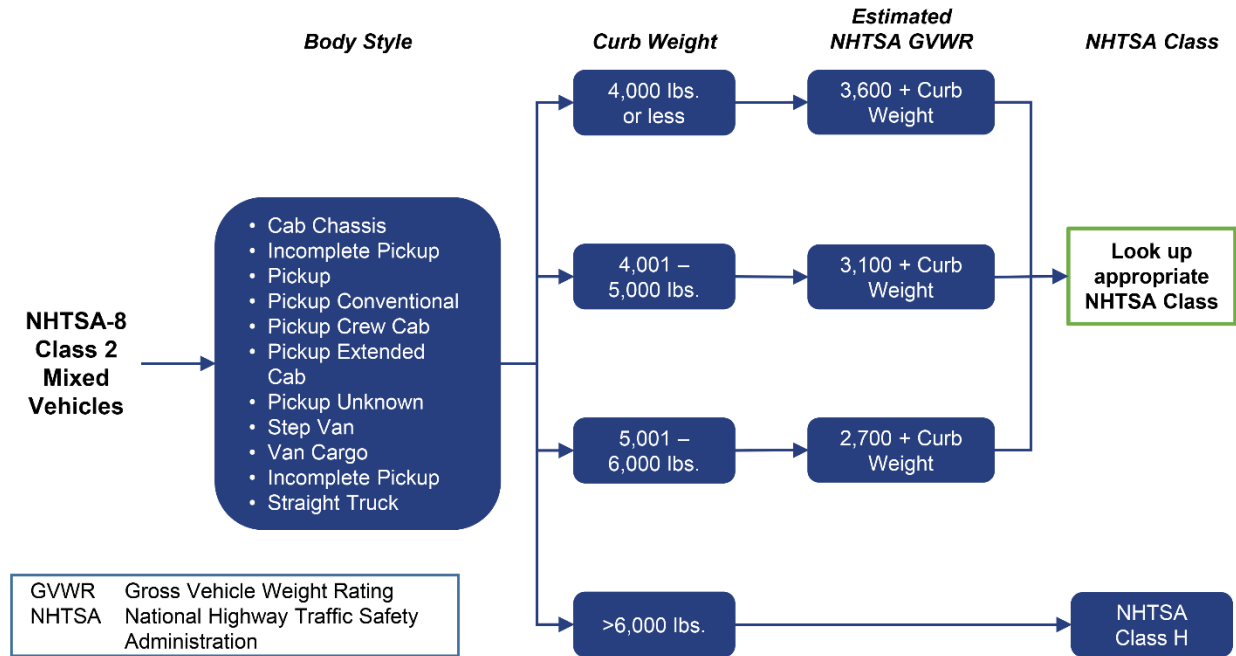 Body Style
Curb Weight
Estimated
NHTSA GVWR
NHTSA Class
NHTSA-8
Class 2
Mixed
Vehicles
• Cab Chassis
• Incomplete Pickup
• Pickup
• Pickup Conventional
• Pickup Crew Cab
• Pickup Extended
Cab
• Pickup Unknown
• Step Van
• Van Cargo
• Incomplete Pickup
• Straight Truck
4,000 lbs.
or less
3,600 + Curb
Weight
4,001 –
5,000 lbs.
3,100 + Curb
Weight
Look up
appropriate
NHTSA Class
5,001 –
6,000 lbs.
2,700 + Curb
Weight
>6,000 lbs.
NHTSA
Class H
GVWR Gross Vehicle Weight Rating
NHTSA National Highway Traffic Safety
Administration